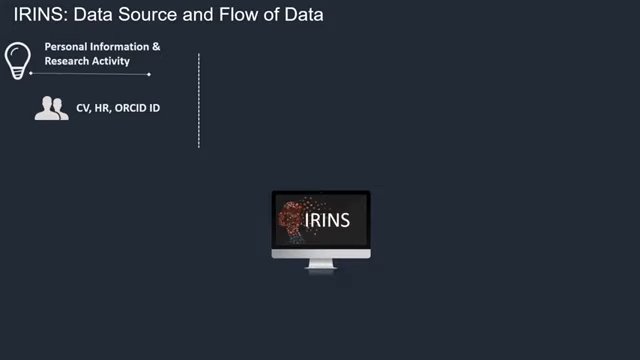 IRINS: Data Source and Flow of Data
Personal Information &
Research Activity
CV, HR, ORCID ID
IRINS